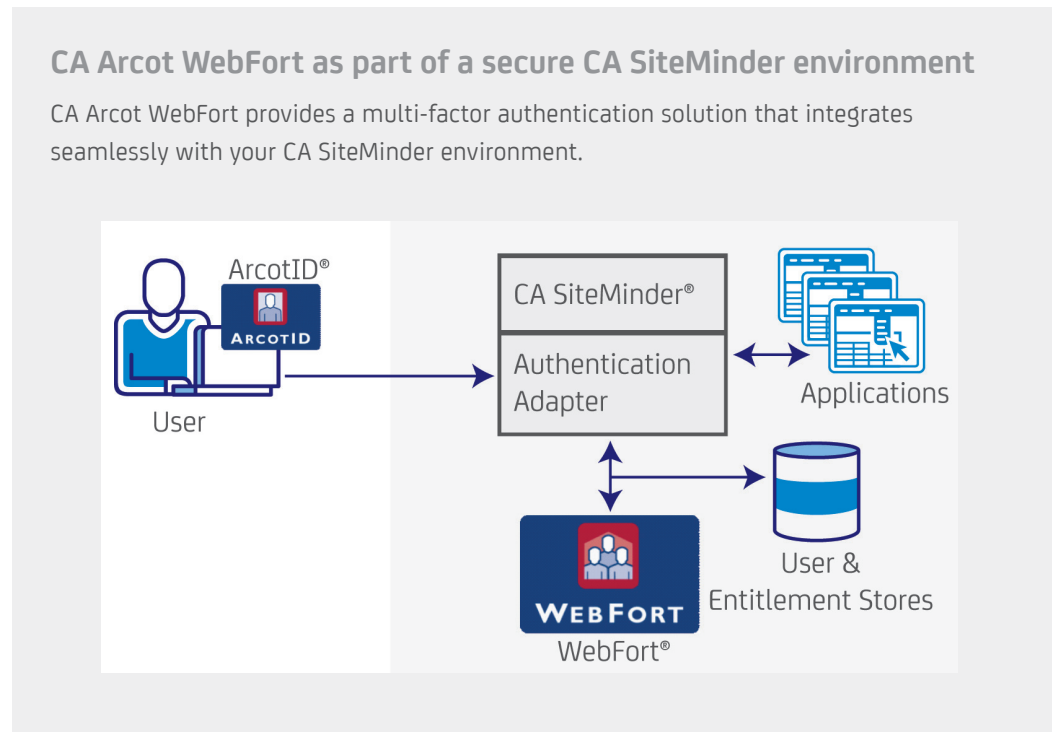 CA Arcot WebFort as part of a secure CA SiteMinder environment
CA Arcot WebFort provides a multi-factor authentication solution that integrates
seamlessly with your CA SiteMinder environment.
ArcotID®
ARCOTID
User
CA SiteMinder®
Authentication
Adapter
Applications
WEBFORT
WebFort®
User &
Entitlement Stores